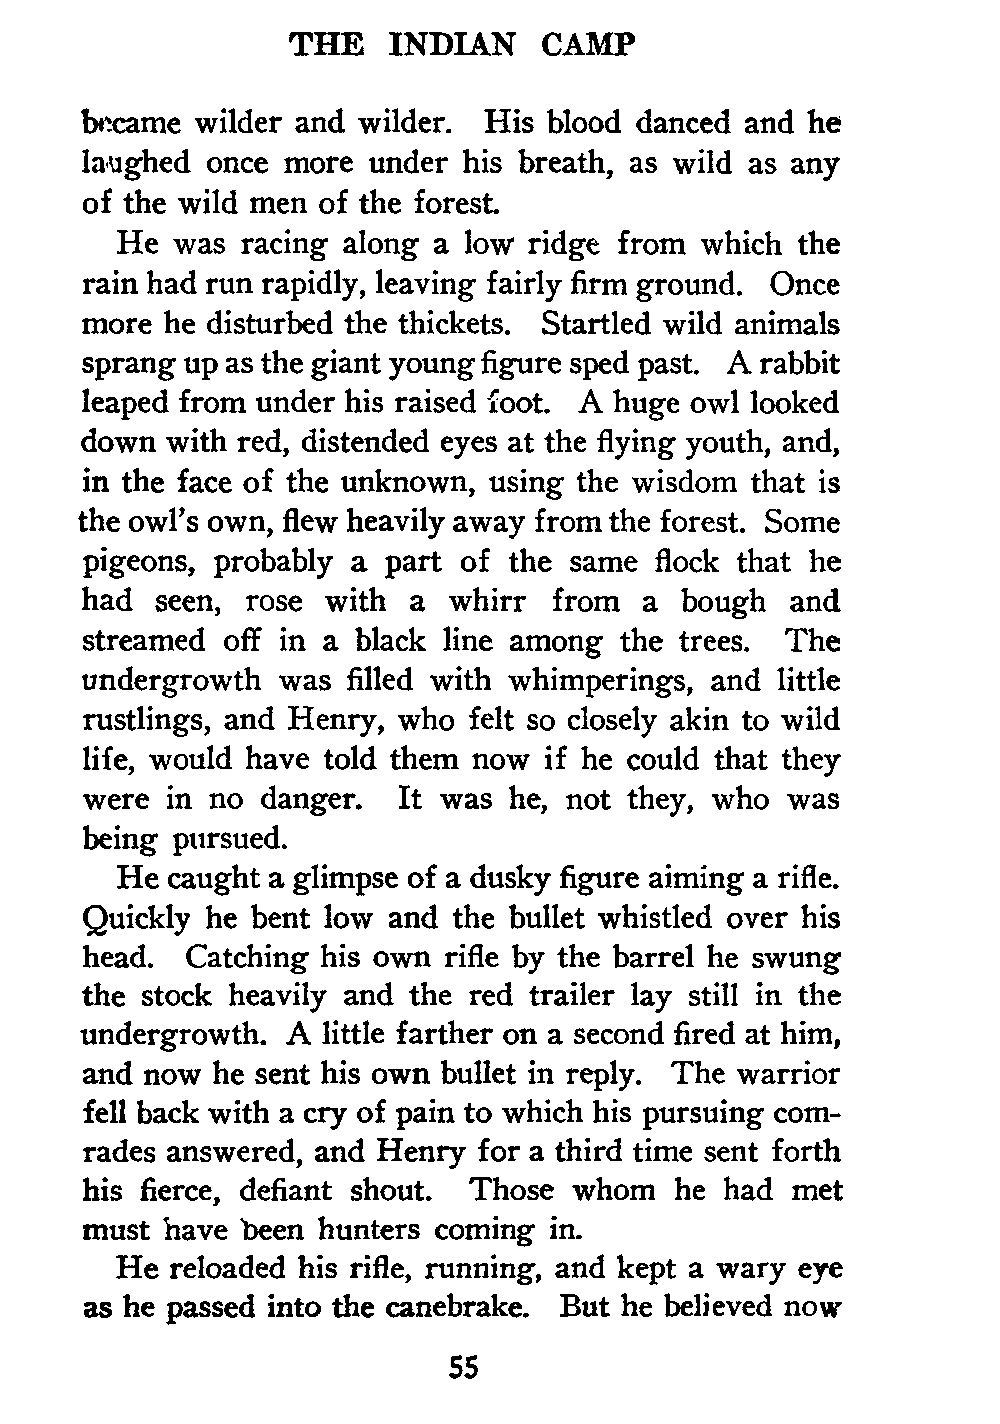 THE INDIAN CAMP
became wilder and wilder. His blood danced and he
laughed once more under his breath, as wild as any
of the wild men of the forest.
He was racing along a low ridge from which the
rain had run rapidly, leaving fairly firm ground. Once
more he disturbed the thickets. Startled wild animals
sprang up as the giant young figure sped past. A rabbit
leaped from under his raised foot. A huge owl looked
down with red, distended eyes at the flying youth, and,
in the face of the unknown, using the wisdom that is
the owl's own, flew heavily away from the forest. Some
pigeons, probably a part of the same flock that he
had seen, rose with a whirr from a bough and
streamed off in a black line among the trees. The
undergrowth was filled with whimperings, and little
rustlings, and Henry, who felt so closely akin to wild
life, would have told them now if he could that they
were in no danger. It was he, not they, who was
being pursued.
He caught a glimpse of a dusky figure aiming a rifle.
Quickly he bent low and the bullet whistled over his
head. Catching his own rifle by the barrel he swung
the stock heavily and the red trailer lay still in the
undergrowth. A little farther on a second fired at him,
and now he sent his own bullet in reply. The warrior
fell back with a cry of pain to which his pursuing com-
rades answered, and Henry for a third time sent forth
his fierce, defiant shout. Those whom he had met
must have been hunters coming in.
He reloaded his rifle, running, and kept a wary eye
as he passed into the canebrake. But he believed now
55